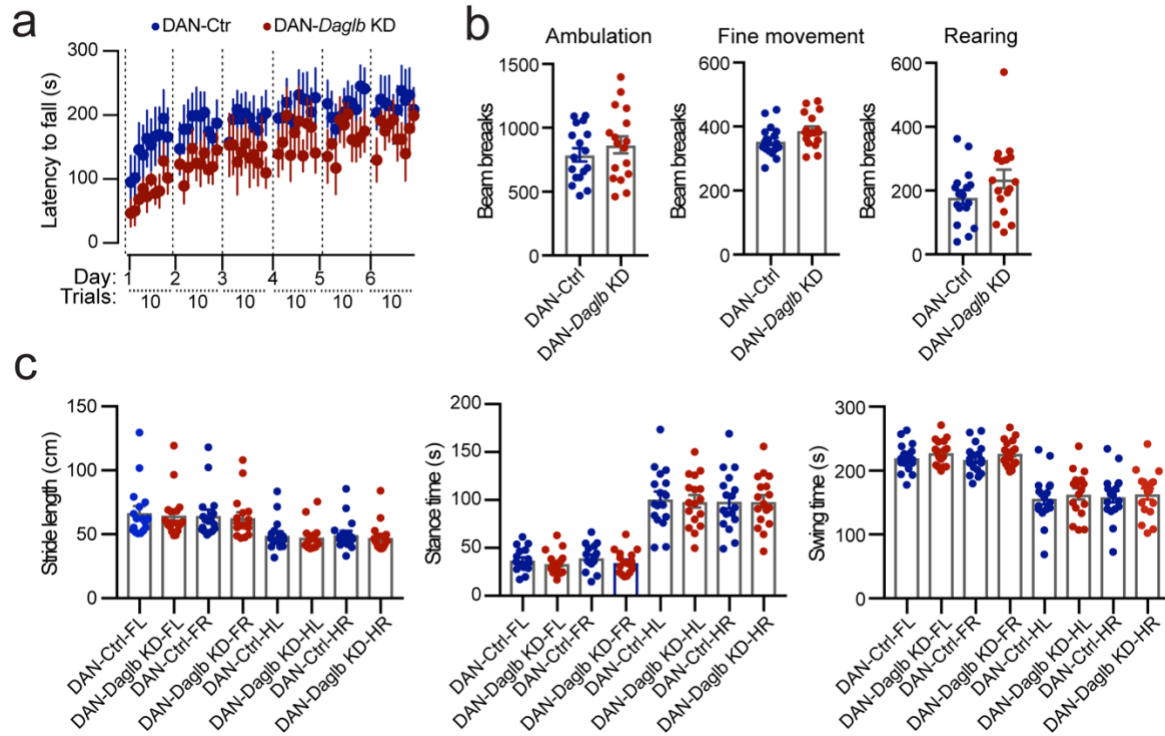 a
DAN-Ctr
DAN-Daglb KD
Latency to fall (s)
300
200
100
0
Day: 1 2 3 4 5 6
Trials: 10 10 10 10 10 10
b
Ambulation
Beam breaaks
1500
1000
500
0
DAN-Ctrl
DAN-Daglb KD
Fine movement
Beam breaaks
600
400
200
0
DAN-Ctrl
DAN-Daglb KD
Rearing
Beam breaaks
600
400
200
0
DAN-Ctrl
DAN-Daglb KD
c
Stride length (cm)
150
100
50
0
DAN-Ctrl-FL
DAN-Daglb KD-FL
DAN-Ctrl-FR
DAN-Daglb KD-FR
DAN-Ctrl-HL
DAN-Daglb KD-HL
DAN-Ctrl-HR
DAN-Daglb KD-HR
Stance time (s)
200
150
100
50
0
DAN-Ctrl-FL
DAN-Daglb KD-FL
DAN-Ctrl-FR
DAN-Daglb KD-FR
DAN-Ctrl-HL
DAN-Daglb KD-HL
DAN-Ctrl-HR
DAN-Daglb KD-HR
Swing time (s)
300
200
100
0
DAN-Ctrl-FL
DAN-Daglb KD-FL
DAN-Ctrl-FR
DAN-Daglb KD-FR
DAN-Ctrl-HL
DAN-Daglb KD-HL
DAN-Ctrl-HR
DAN-Daglb KD-HR